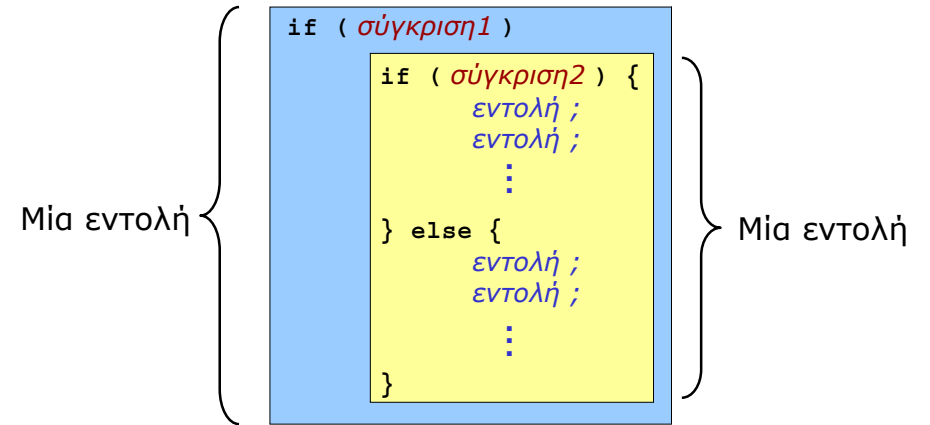 if ( σύγκριση1 )
if ( σύγκριση2 ) {
εντολή ;
εντολή ;
⋮
Μία εντολή
} else {
Μία εντολή
εντολή ;
εντολή ;
⋮
}